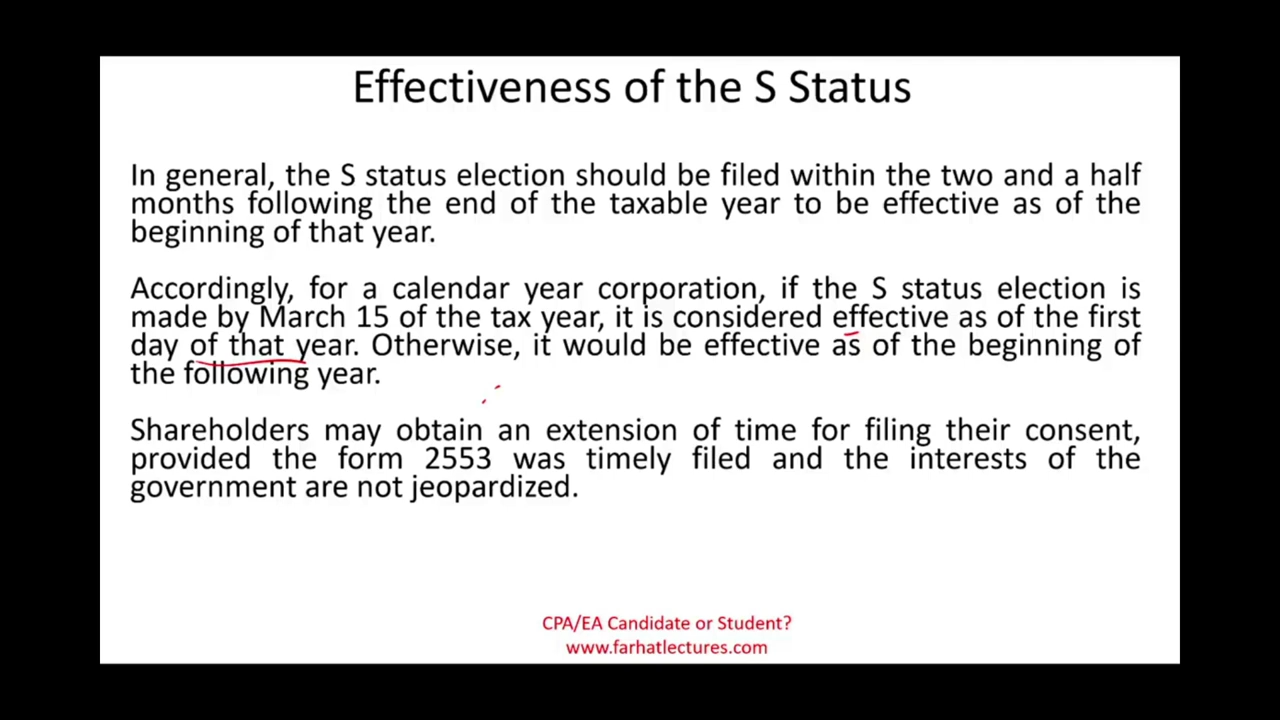 Effectiveness of the S Status
In general, the S status election should be filed within the two and a half
months following the end of the taxable year to be effective as of the
beginning of that year.
Accordingly, for a calendar year corporation, if the S status election is
made by March 15 of the tax year, it is considered effective as of the first
day of that year. Otherwise, it would be effective as of the beginning of
the following year.
Shareholders may obtain an extension of time for filing their consent,
provided the form 2553 was timely filed and the interests of the
government are not jeopardized.
CPA/EA Candidate or Student?
www.farhatlectures.com